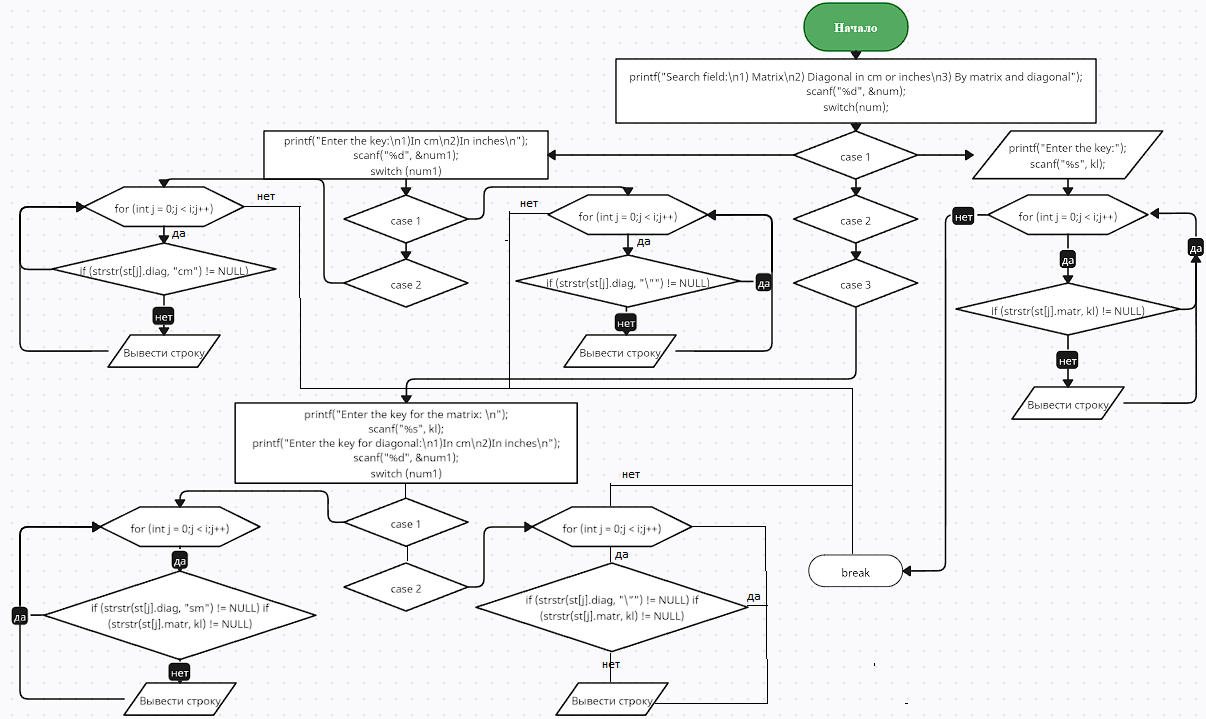 Начало
printf("Search field:\n1) Matrix\n2) Diagonal in cm or inches\n3) By matrix and diagonal");
scanf("%d", &num);
switch(num);
printf("Enter the key:\n1)In cm\n2)In inches\n");
scanf("%d", &num1);
switch (num1)
case 1
printf("Enter the key:");
scanf("%s", kl);
for (int j = 0;j < i;j++)
нет
case 1
нет
for (int j = 0;j < i;j++)
case 2
нет
for (int j = 0;j < i;j++)
да
да
да
да
if (strstr(st[j].diag, "cm") != NULL)
case 2
if (strstr(st[j].diag, "\"") != NULL)
да
case 3
if (strstr(st[j].matr, kl) != NULL)
нет
нет
нет
Вывести строку
Вывести строку
Вывести строку
printf("Enter the key for the matrix: \n");
scanf("%s", kl);
printf("Enter the key for diagonal:\n1)In cm\n2)In inches\n");
scanf("%d", &num1);
switch (num1)
нет
for (int j = 0;j < i;j++)
case 1
for (int j = 0;j < i;j++)
да
да
break
case 2
if (strstr(st[j].diag, "sm") != NULL) if
(strstr(st[j].matr, kl) != NULL)
да
if (strstr(st[j].diag, "\"") != NULL) if
(strstr(st[j].matr, kl) != NULL)
да
нет
нет
Вывести строку
Вывести строку